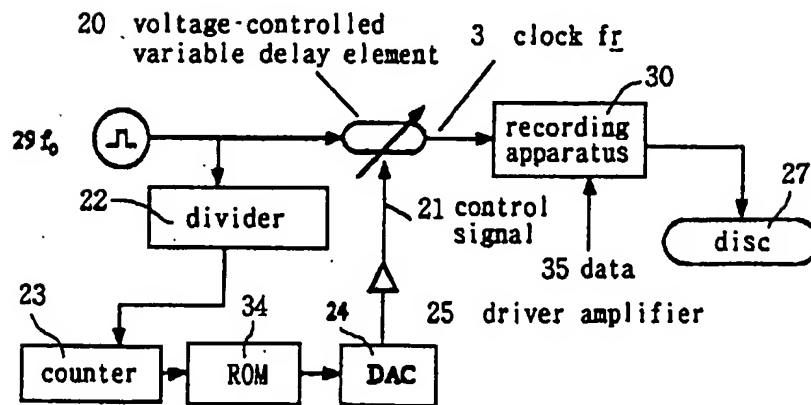 20 voltage-controlled
variable delay element
3 clock fr
29 f₀
30
recording
apparatus
22
divider
21 control
signal
27
disc
35 data
23
counter
34
ROM
24
DAC
25 driver amplifier